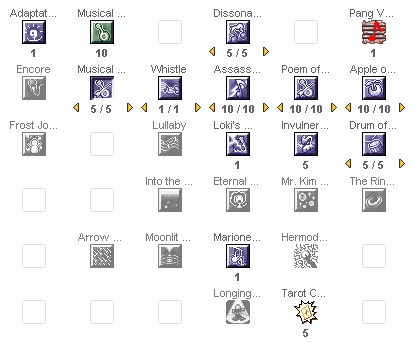 Adaptat... Musical ... Dissona... Pang V...
1 10 5 / 5 1
Encore Musical ... Whistle Assass... Poem of... Apple o...
5 / 5 1 / 1 10 / 10 10 / 10 10 / 10
Frost Jo... Lullaby Loki's ... Invulner... Drum of...
1 5 5 / 5
Into the ... Eternal ... Mr. Kim ... The Rin...
Arrow ... Moonlit ... Marione... Hermod...
1
Longing... Tarot C...
5